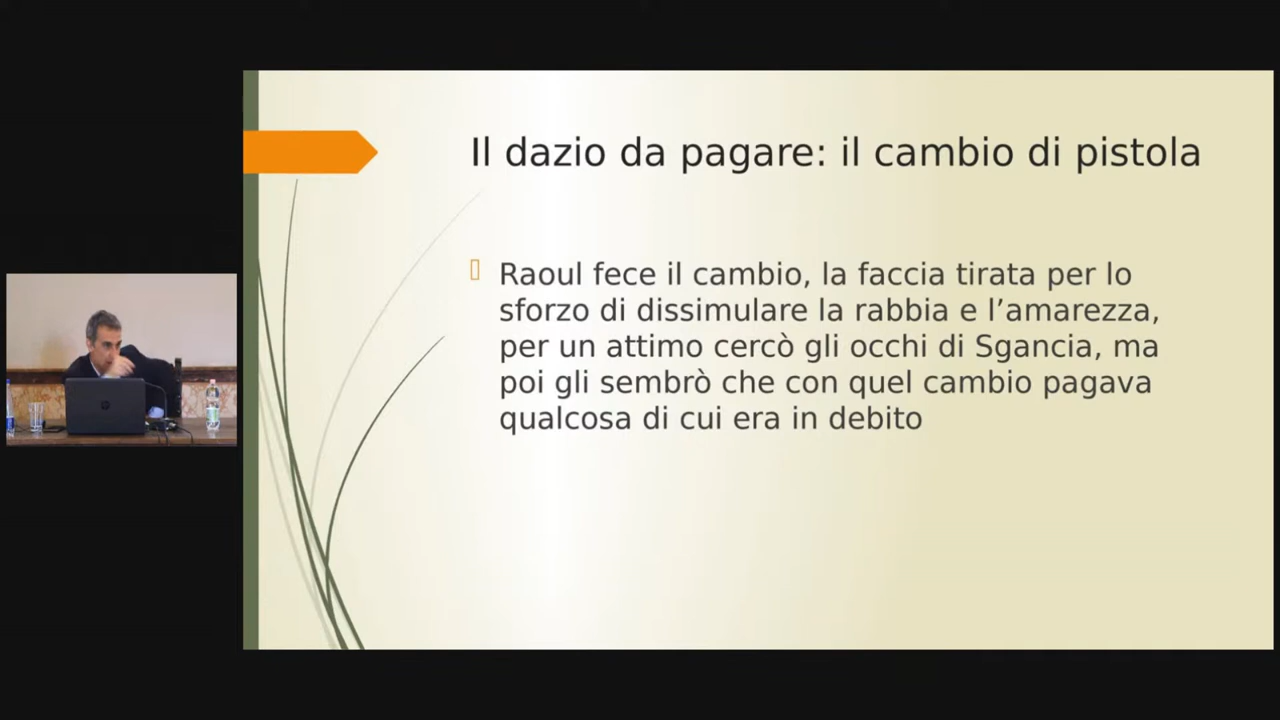 Il dazio da pagare: il cambio di pistola
Raoul fece il cambio, la faccia tirata per lo
sforzo di dissimulare la rabbia e l’amarezza,
per un attimo cercò gli occhi di Sgancia, ma
poi gli sembrò che con quel cambio pagava
qualcosa di cui era in debito